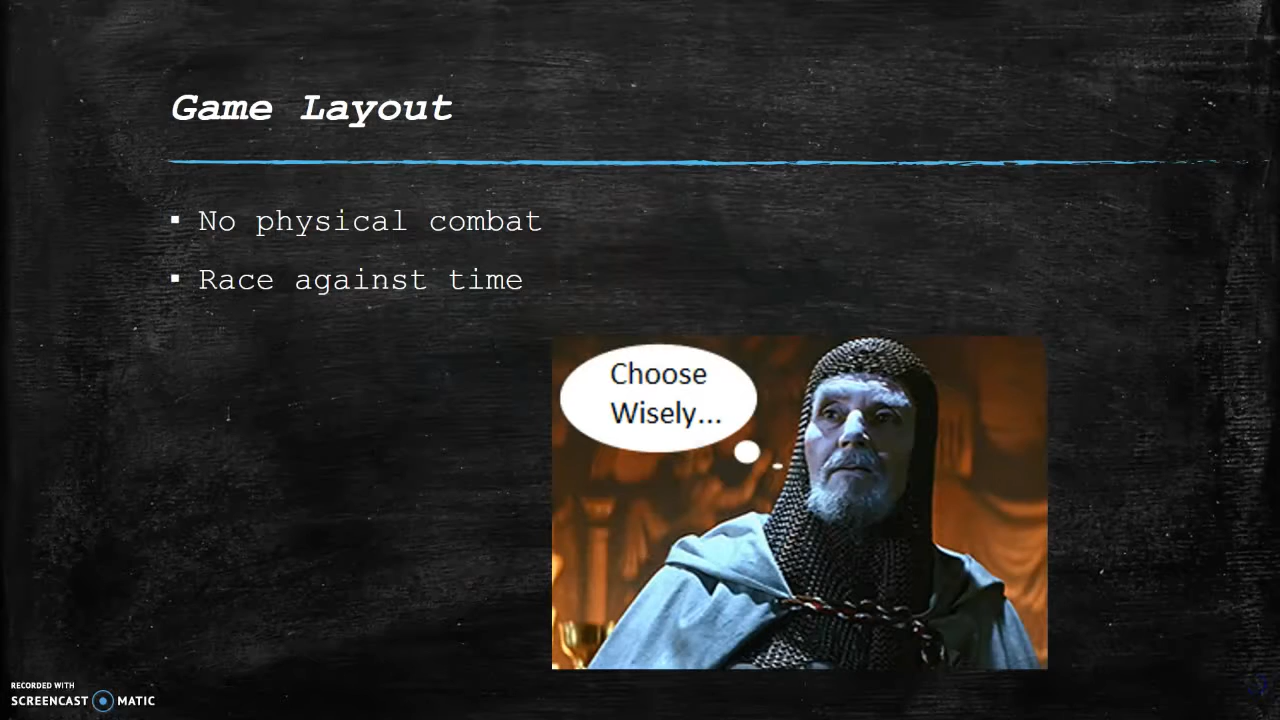 Game Layout
▪ No physical combat
▪ Race against time
Choose
Wisely...
RECORDED WITH
SCREENCAST MATIC